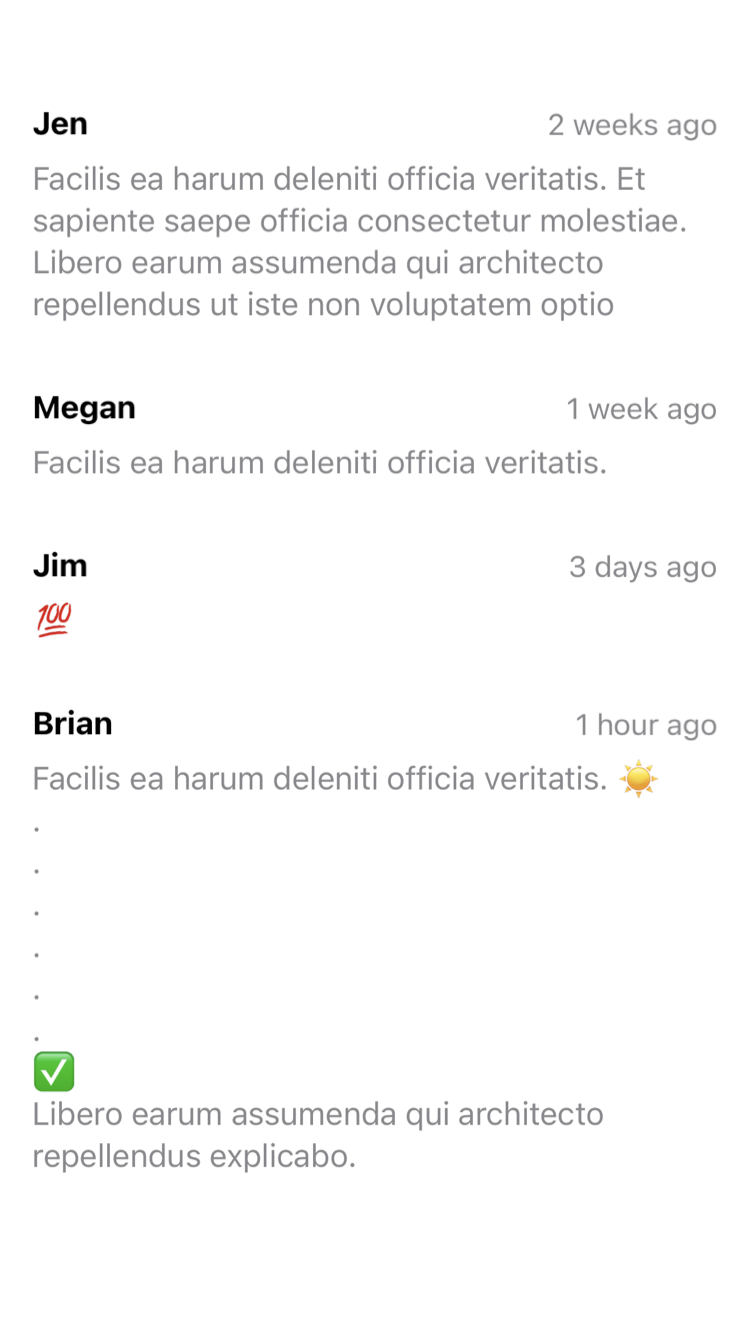 Jen 2 weeks ago
Facilis ea harum deleniti officia veritatis. Et
sapiente saepe officia consectetur molestiae.
Libero earum assumenda qui architecto
repellendus ut iste non voluptatem optio
Megan 1 week ago
Facilis ea harum deleniti officia veritatis.
Jim 3 days ago
💯
Brian 1 hour ago
Facilis ea harum deleniti officia veritatis. ☀️
.
.
.
.
.
.
✅
Libero earum assumenda qui architecto
repellendus explicabo.